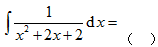 ∫ 1/(x²+2x+2) dx = （ ）